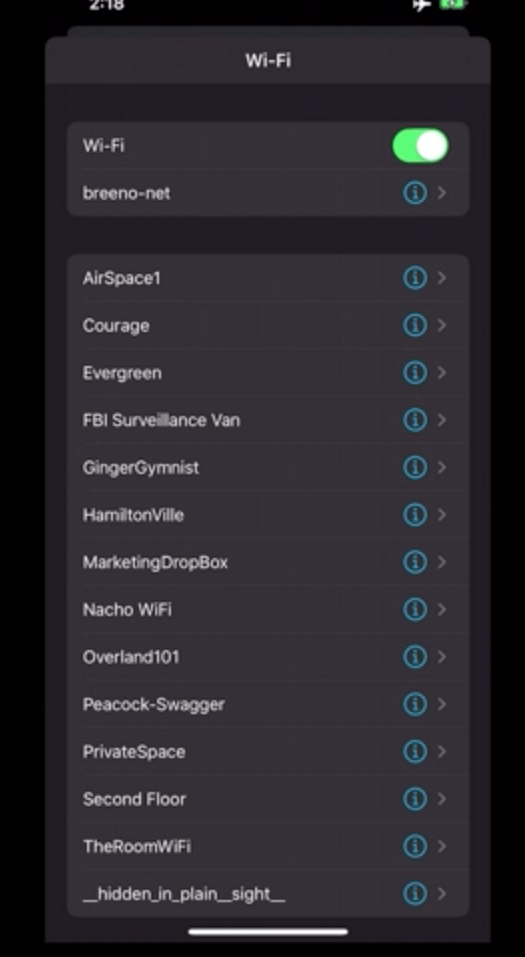 2:18
Wi-Fi
Wi-Fi
breeno-net
AirSpace1
Courage
Evergreen
FBI Surveillance Van
GingerGymnist
HamiltonVille
MarketingDropBox
Nacho WiFi
Overland101
Peacock-Swagger
PrivateSpace
Second Floor
TheRoomWiFi
__hidden_in_plain__sight__